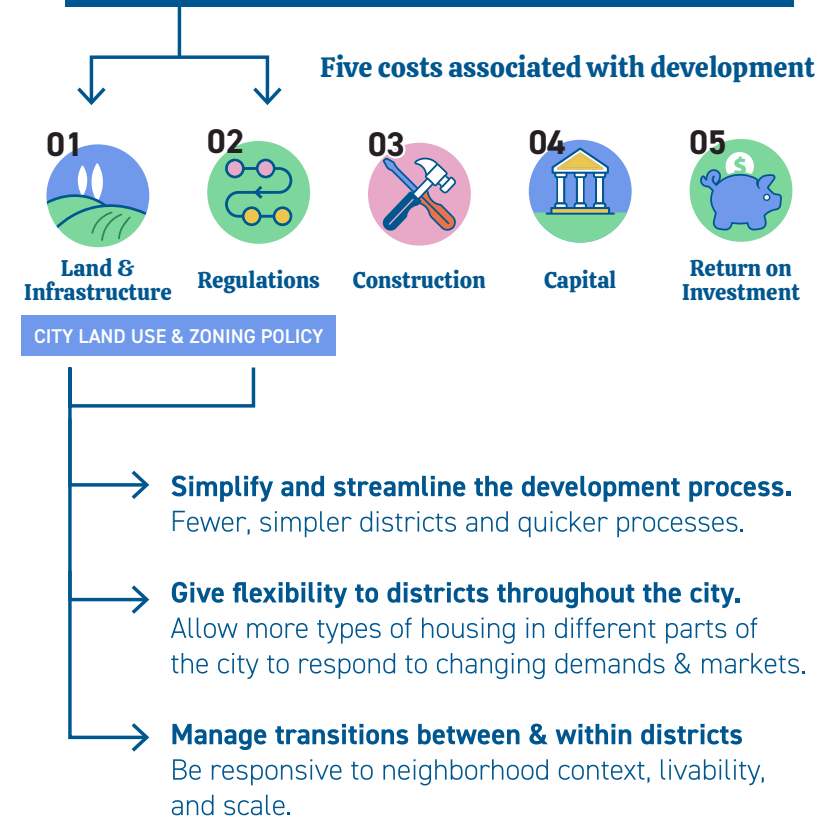 Five costs associated with development
01
02
03
04
05
$
Land &
Infrastructure
Regulations
Construction
Capital
Return on
Investment
CITY LAND USE & ZONING POLICY
Simplify and streamline the development process.
Fewer, simpler districts and quicker processes.
Give flexibility to districts throughout the city.
Allow more types of housing in different parts of
the city to respond to changing demands & markets.
Manage transitions between & within districts
Be responsive to neighborhood context, livability,
and scale.